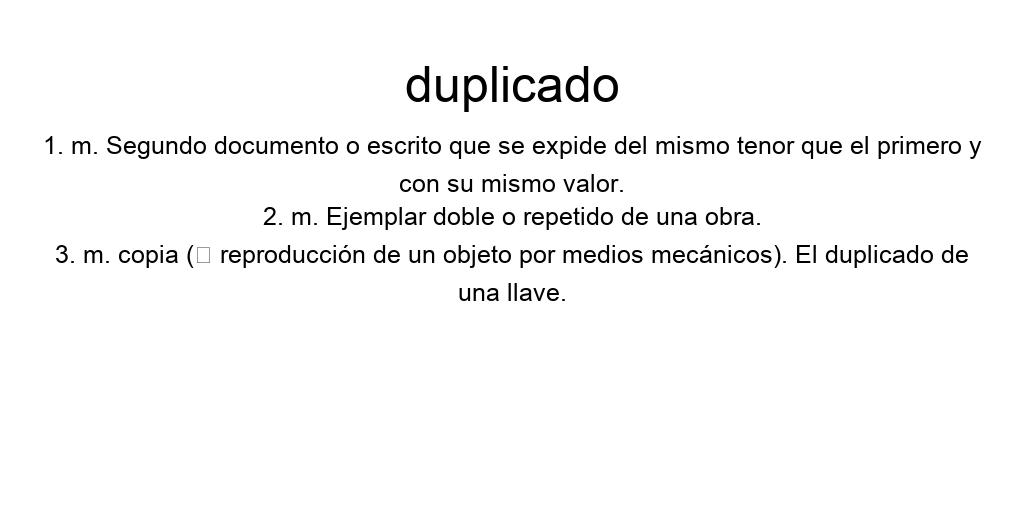 duplicado
1. m. Segundo documento o escrito que se expide del mismo tenor que el primero y
con su mismo valor.
2. m. Ejemplar doble o repetido de una obra.
3. m. copia (□ reproducción de un objeto por medios mecánicos). El duplicado de
una llave.